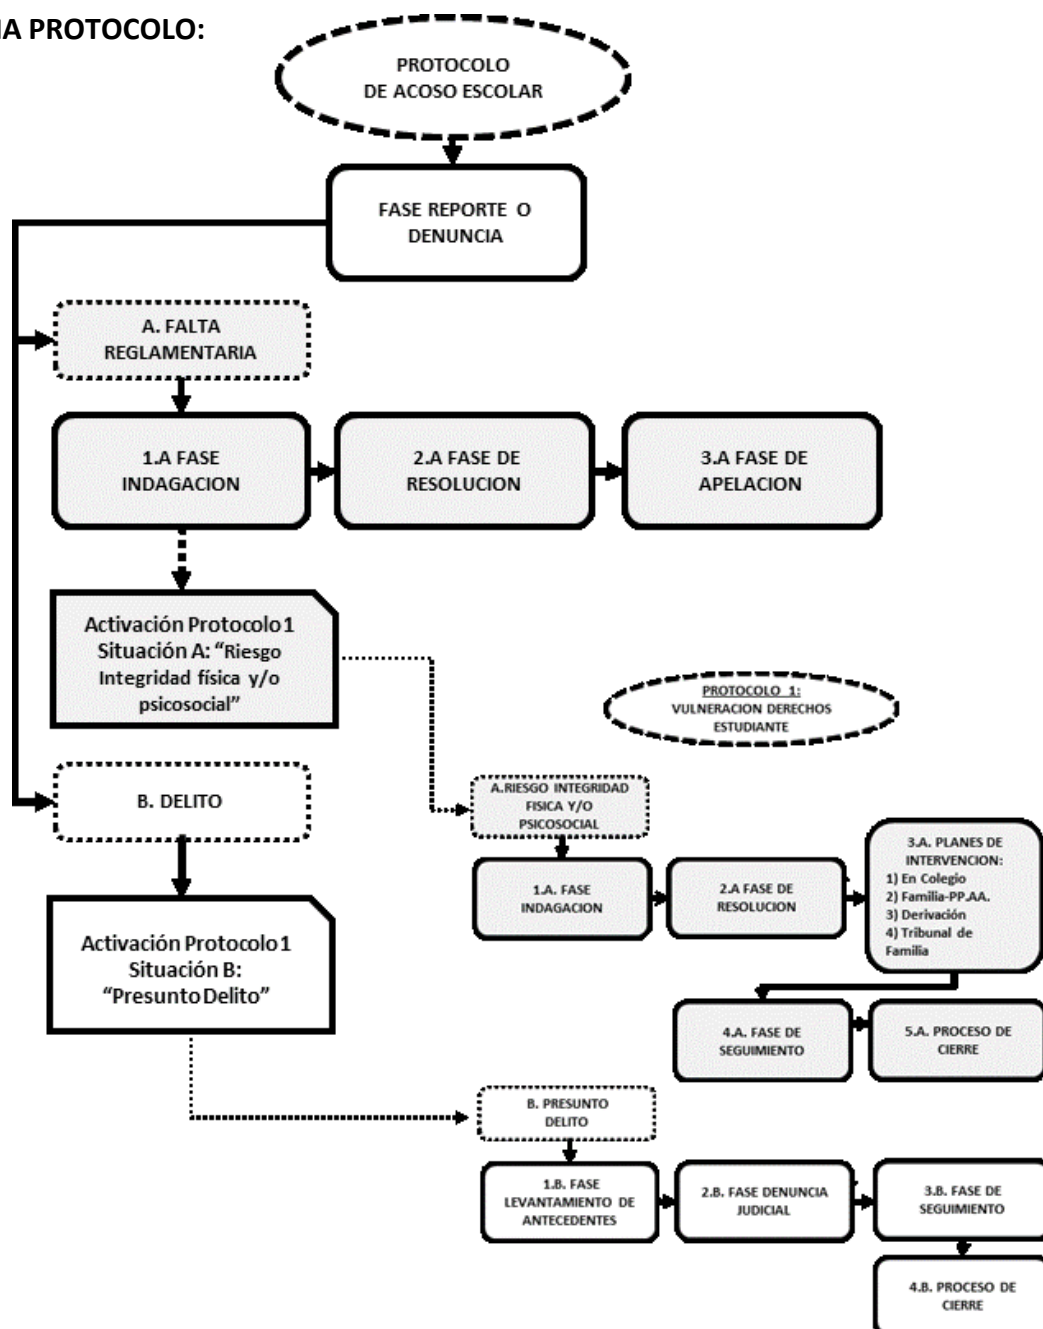 PROTOCOLO:
PROTOCOLO
DE ACOSO ESCOLAR
FASE REPORTE O
DENUNCIA
A. FALTA
REGLAMENTARIA
1.A FASE
INDAGACION
2.A FASE DE
RESOLUCION
3.A FASE DE
APELACION
Activación Protocolo 1
Situación A: “Riesgo
Integridad física y/o
psicosocial”
PROTOCOLO 1:
VULNERACION DERECHOS
ESTUDIANTE
B. DELITO
A.RIESGO INTEGRIDAD
FISICA Y/O
PSICOSOCIAL
1.A. FASE
INDAGACION
2.A FASE DE
RESOLUCION
3.A. PLANES DE
INTERVENCION:
1) En Colegio
2) Familia-PP.AA.
3) Derivación
4) Tribunal de
Familia
Activación Protocolo 1
Situación B:
“Presunto Delito”
4.A. FASE DE
SEGUIMIENTO
5.A. PROCESO DE
CIERRE
B. PRESUNTO
DELITO
1.B. FASE
LEVANTAMIENTO DE
ANTECEDENTES
2.B. FASE DENUNCIA
JUDICIAL
3.B. FASE DE
SEGUIMIENTO
4.B. PROCESO DE
CIERRE